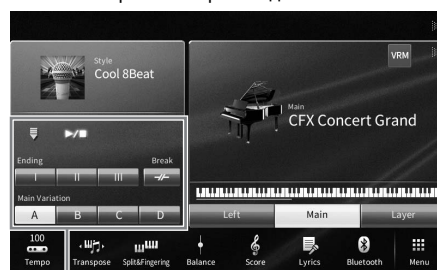 Style
Cool 8Beat
VRM
Main
CFX Concert Grand
Ending
Break
I
II
III
Main Variation
A
B
C
D
Left
Main
Layer
100
Tempo
Transpose
Split&Fingering
Balance
Score
Lyrics
Bluetooth
Menu